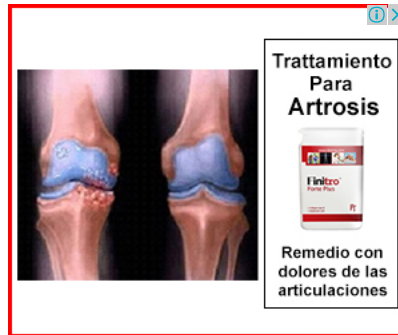 Trattamiento
Para
Artrosis
Finitro
Forte Plus
Remedio con
dolores de las
articulaciones